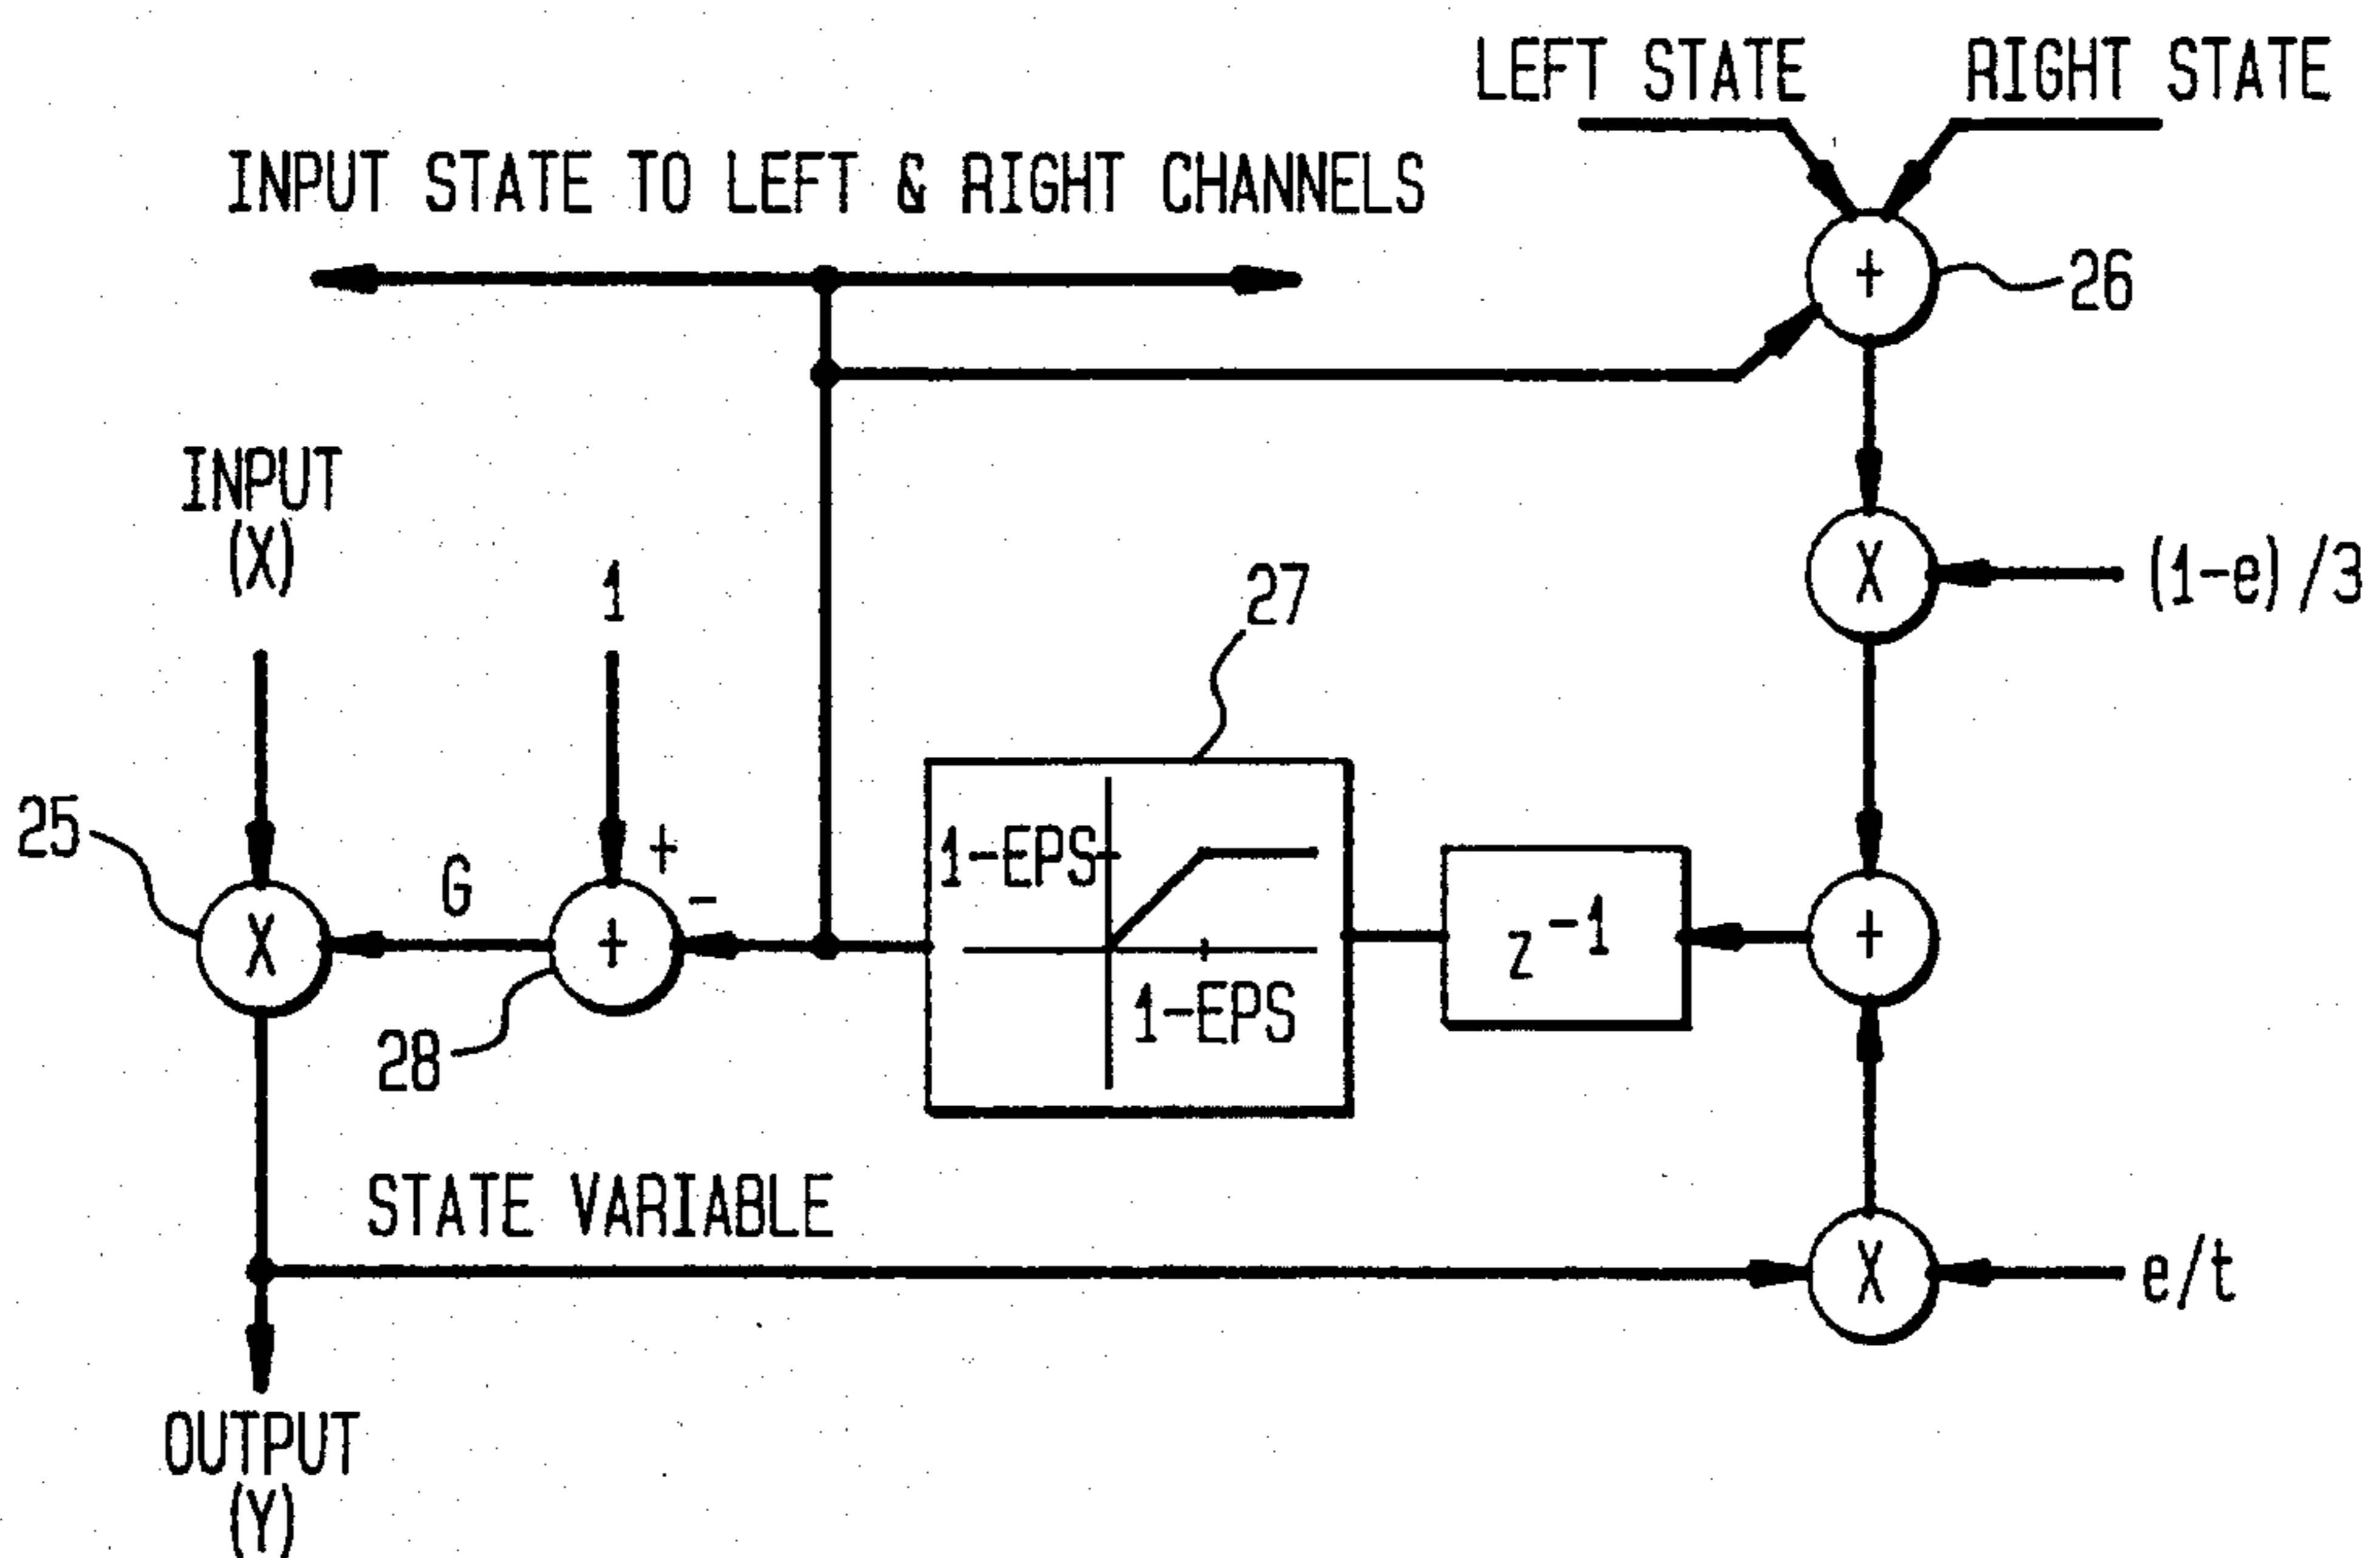 LEFT STATE
RIGHT STATE
INPUT STATE TO LEFT & RIGHT CHANNELS
+
26
INPUT
(X)
1
X
(1-e)/3
27
25
+
-
G
X
+
28
1-EPS
1-EPS
z^-1
+
STATE VARIABLE
X
e/t
OUTPUT
(Y)